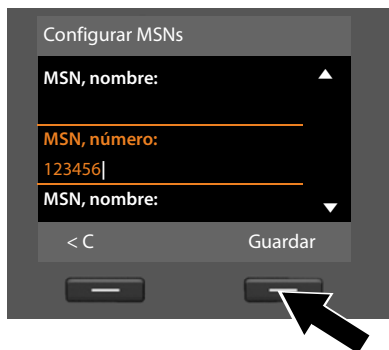 Configurar MSNs
MSN, nombre:
MSN, número:
123456
MSN, nombre:
< C Guardar